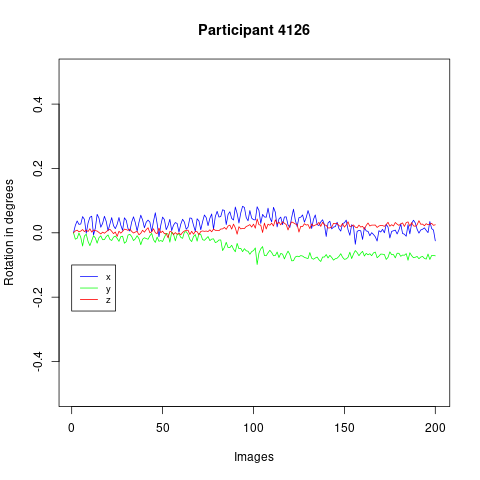 Participant 4126
Rotation in degrees
0.4
0.2
0.0
-0.2
-0.4
x
y
z
0 50 100 150 200
Images